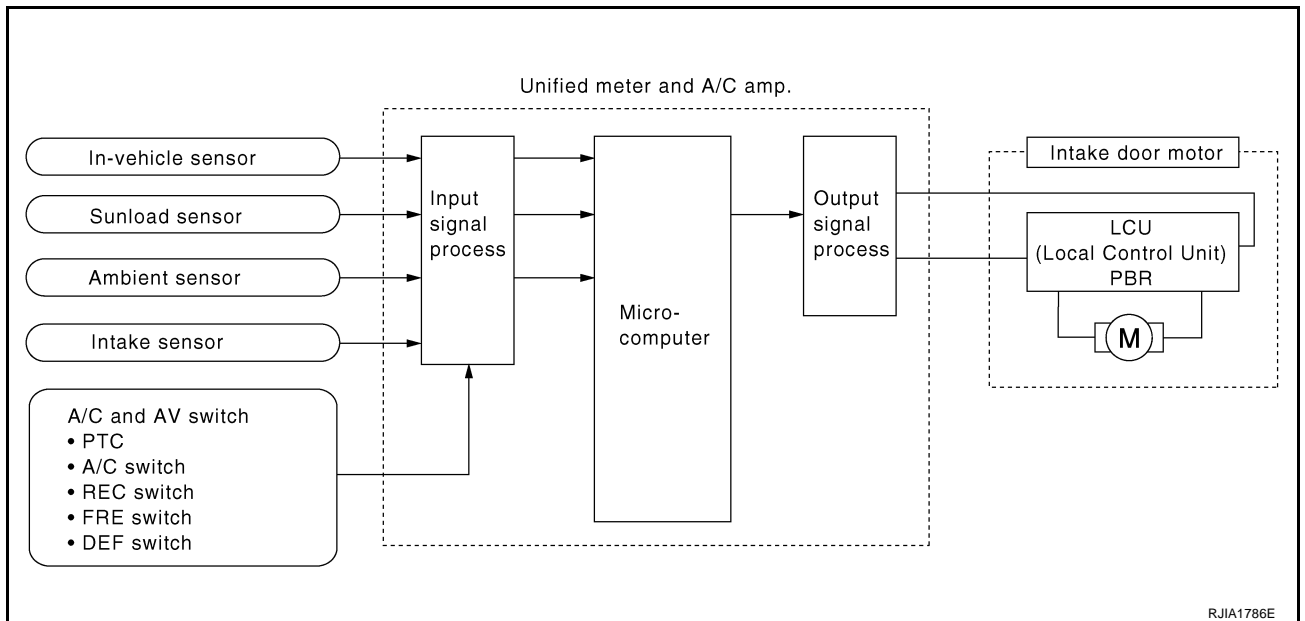 Unified meter and A/C amp.
In-vehicle sensor
Sunload sensor
Ambient sensor
Intake sensor
A/C and AV switch
• PTC
• A/C switch
• REC switch
• FRE switch
• DEF switch
Input
signal
process
Micro-
computer
Output
signal
process
Intake door motor
LCU
(Local Control Unit)
PBR
M
RJIA1786E